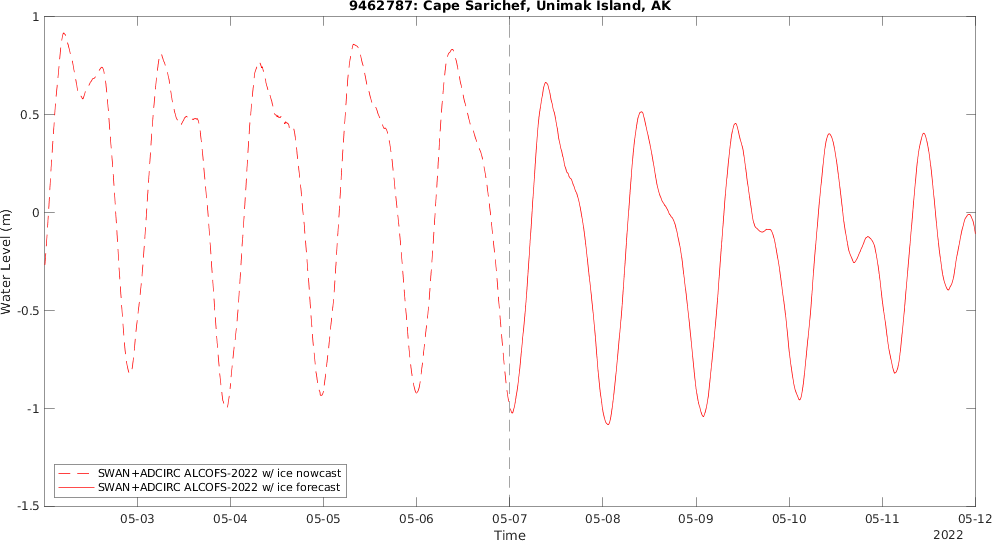 9462787: Cape Sarichef, Unimak Island, AK
1
0.5
0
-0.5
-1
-1.5
Water Level (m)
SWAN+ADCIRC ALCOFS-2022 w/ ice nowcast
SWAN+ADCIRC ALCOFS-2022 w/ ice forecast
05-03 05-04 05-05 05-06 05-07 05-08 05-09 05-10 05-11 05-12
Time
2022